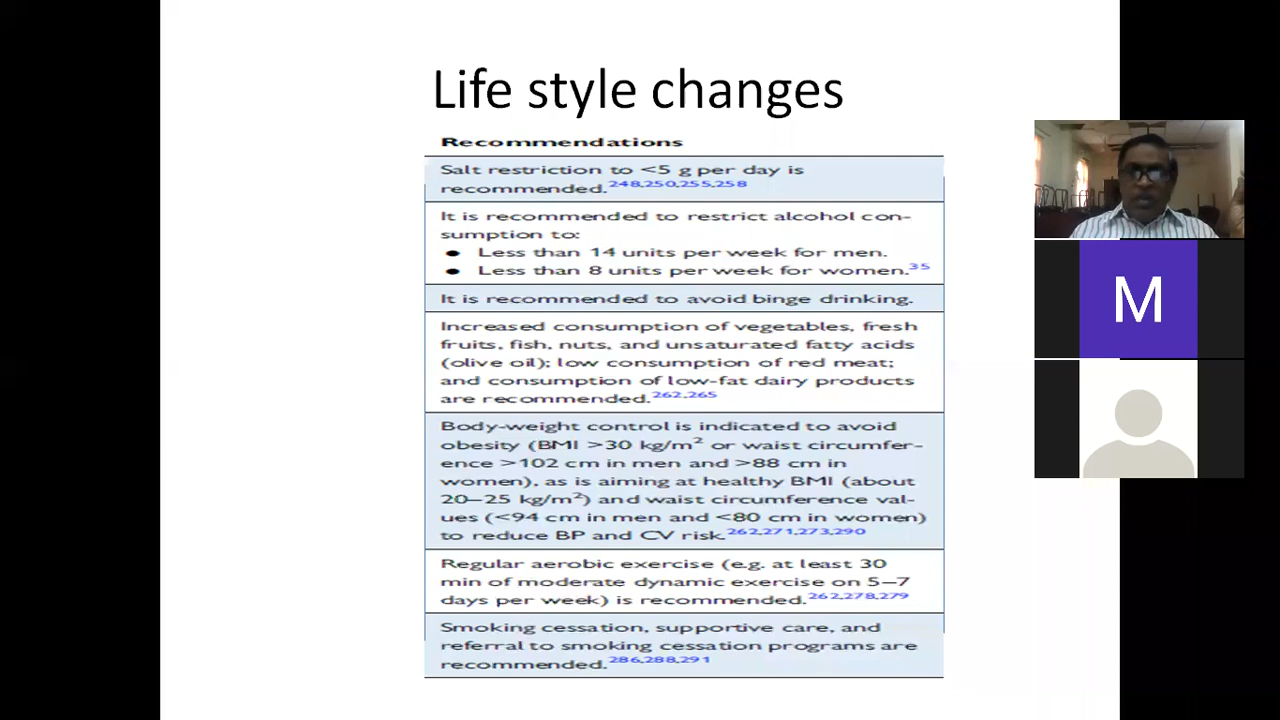 Life style changes
Recommendations
Salt restriction to <5 g per day is
recommended.248,250,255,258
It is recommended to restrict alcohol con-
sumption to:
● Less than 14 units per week for men.
● Less than 8 units per week for women.35
It is recommended to avoid binge drinking.
Increased consumption of vegetables, fresh
fruits, fish, nuts, and unsaturated fatty acids
(olive oil); low consumption of red meat;
and consumption of low-fat dairy products
are recommended.262,265
Body-weight control is indicated to avoid
obesity (BMI >30 kg/m2 or waist circumfer-
ence >102 cm in men and >88 cm in
women), as is aiming at healthy BMI (about
20–25 kg/m2) and waist circumference val-
ues (<94 cm in men and <80 cm in women)
to reduce BP and CV risk.262,271,273,290
Regular aerobic exercise (e.g. at least 30
min of moderate dynamic exercise on 5–7
days per week) is recommended.262,278,279
Smoking cessation, supportive care, and
referral to smoking cessation programs are
recommended.286,288,291
M